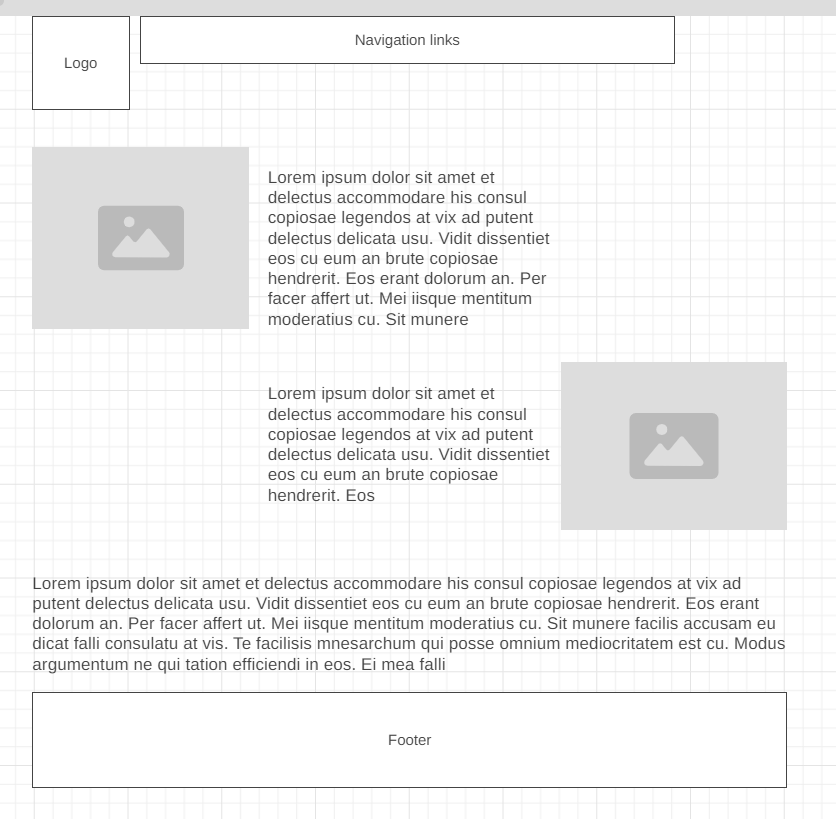 Logo
Navigation links
Lorem ipsum dolor sit amet et
delectus accommodare his consul
copiosae legendos at vix ad putent
delectus delicata usu. Vidit dissentiet
eos cu eum an brute copiosae
hendrerit. Eos erant dolorum an. Per
facer affert ut. Mei iisque mentitum
moderatius cu. Sit munere
Lorem ipsum dolor sit amet et
delectus accommodare his consul
copiosae legendos at vix ad putent
delectus delicata usu. Vidit dissentiet
eos cu eum an brute copiosae
hendrerit. Eos
Lorem ipsum dolor sit amet et delectus accommodare his consul copiosae legendos at vix ad
putent delectus delicata usu. Vidit dissentiet eos cu eum an brute copiosae hendrerit. Eos erant
dolorum an. Per facer affert ut. Mei iisque mentitum moderatius cu. Sit munere facilis accusam eu
dicat falli consulatu at vis. Te facilisis mnesarchum qui posse omnium mediocritatem est cu. Modus
argumentum ne qui tation efficiendi in eos. Ei mea falli
Footer